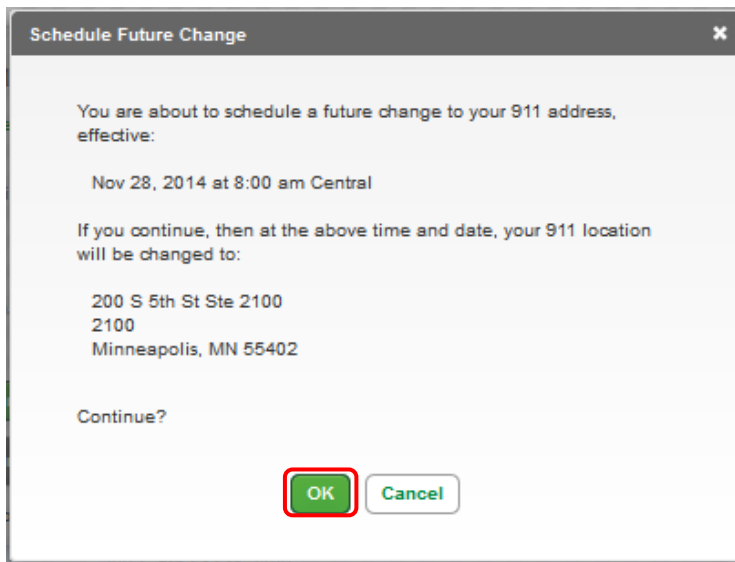 Schedule Future Change
You are about to schedule a future change to your 911 address,
effective:
Nov 28, 2014 at 8:00 am Central
If you continue, then at the above time and date, your 911 location
will be changed to:
200 S 5th St Ste 2100
2100
Minneapolis, MN 55402
Continue?
OK Cancel